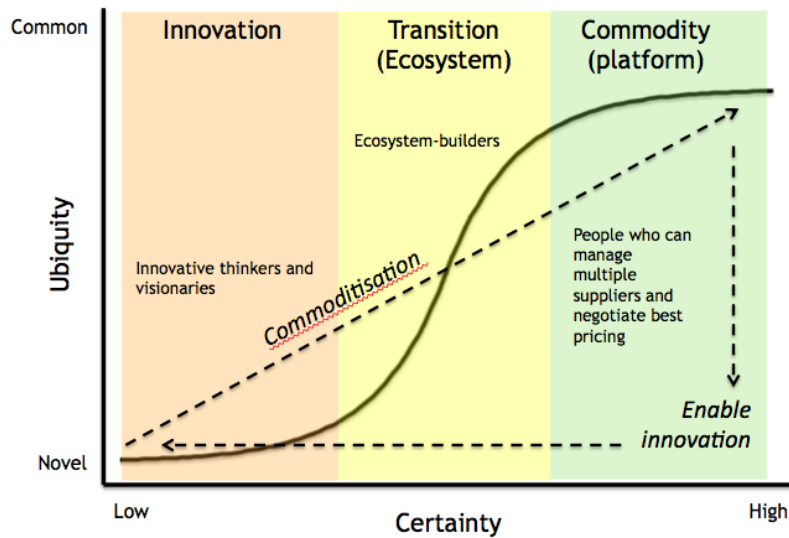 Common
Innovation
Transition
(Ecosystem)
Commodity
(platform)
Ecosystem-builders
Ubiquity
Innovative thinkers and
visionaries
Commoditisation
People who can
manage
multiple
suppliers and
negotiate best
pricing
Enable
innovation
Novel
Low
Certainty
High